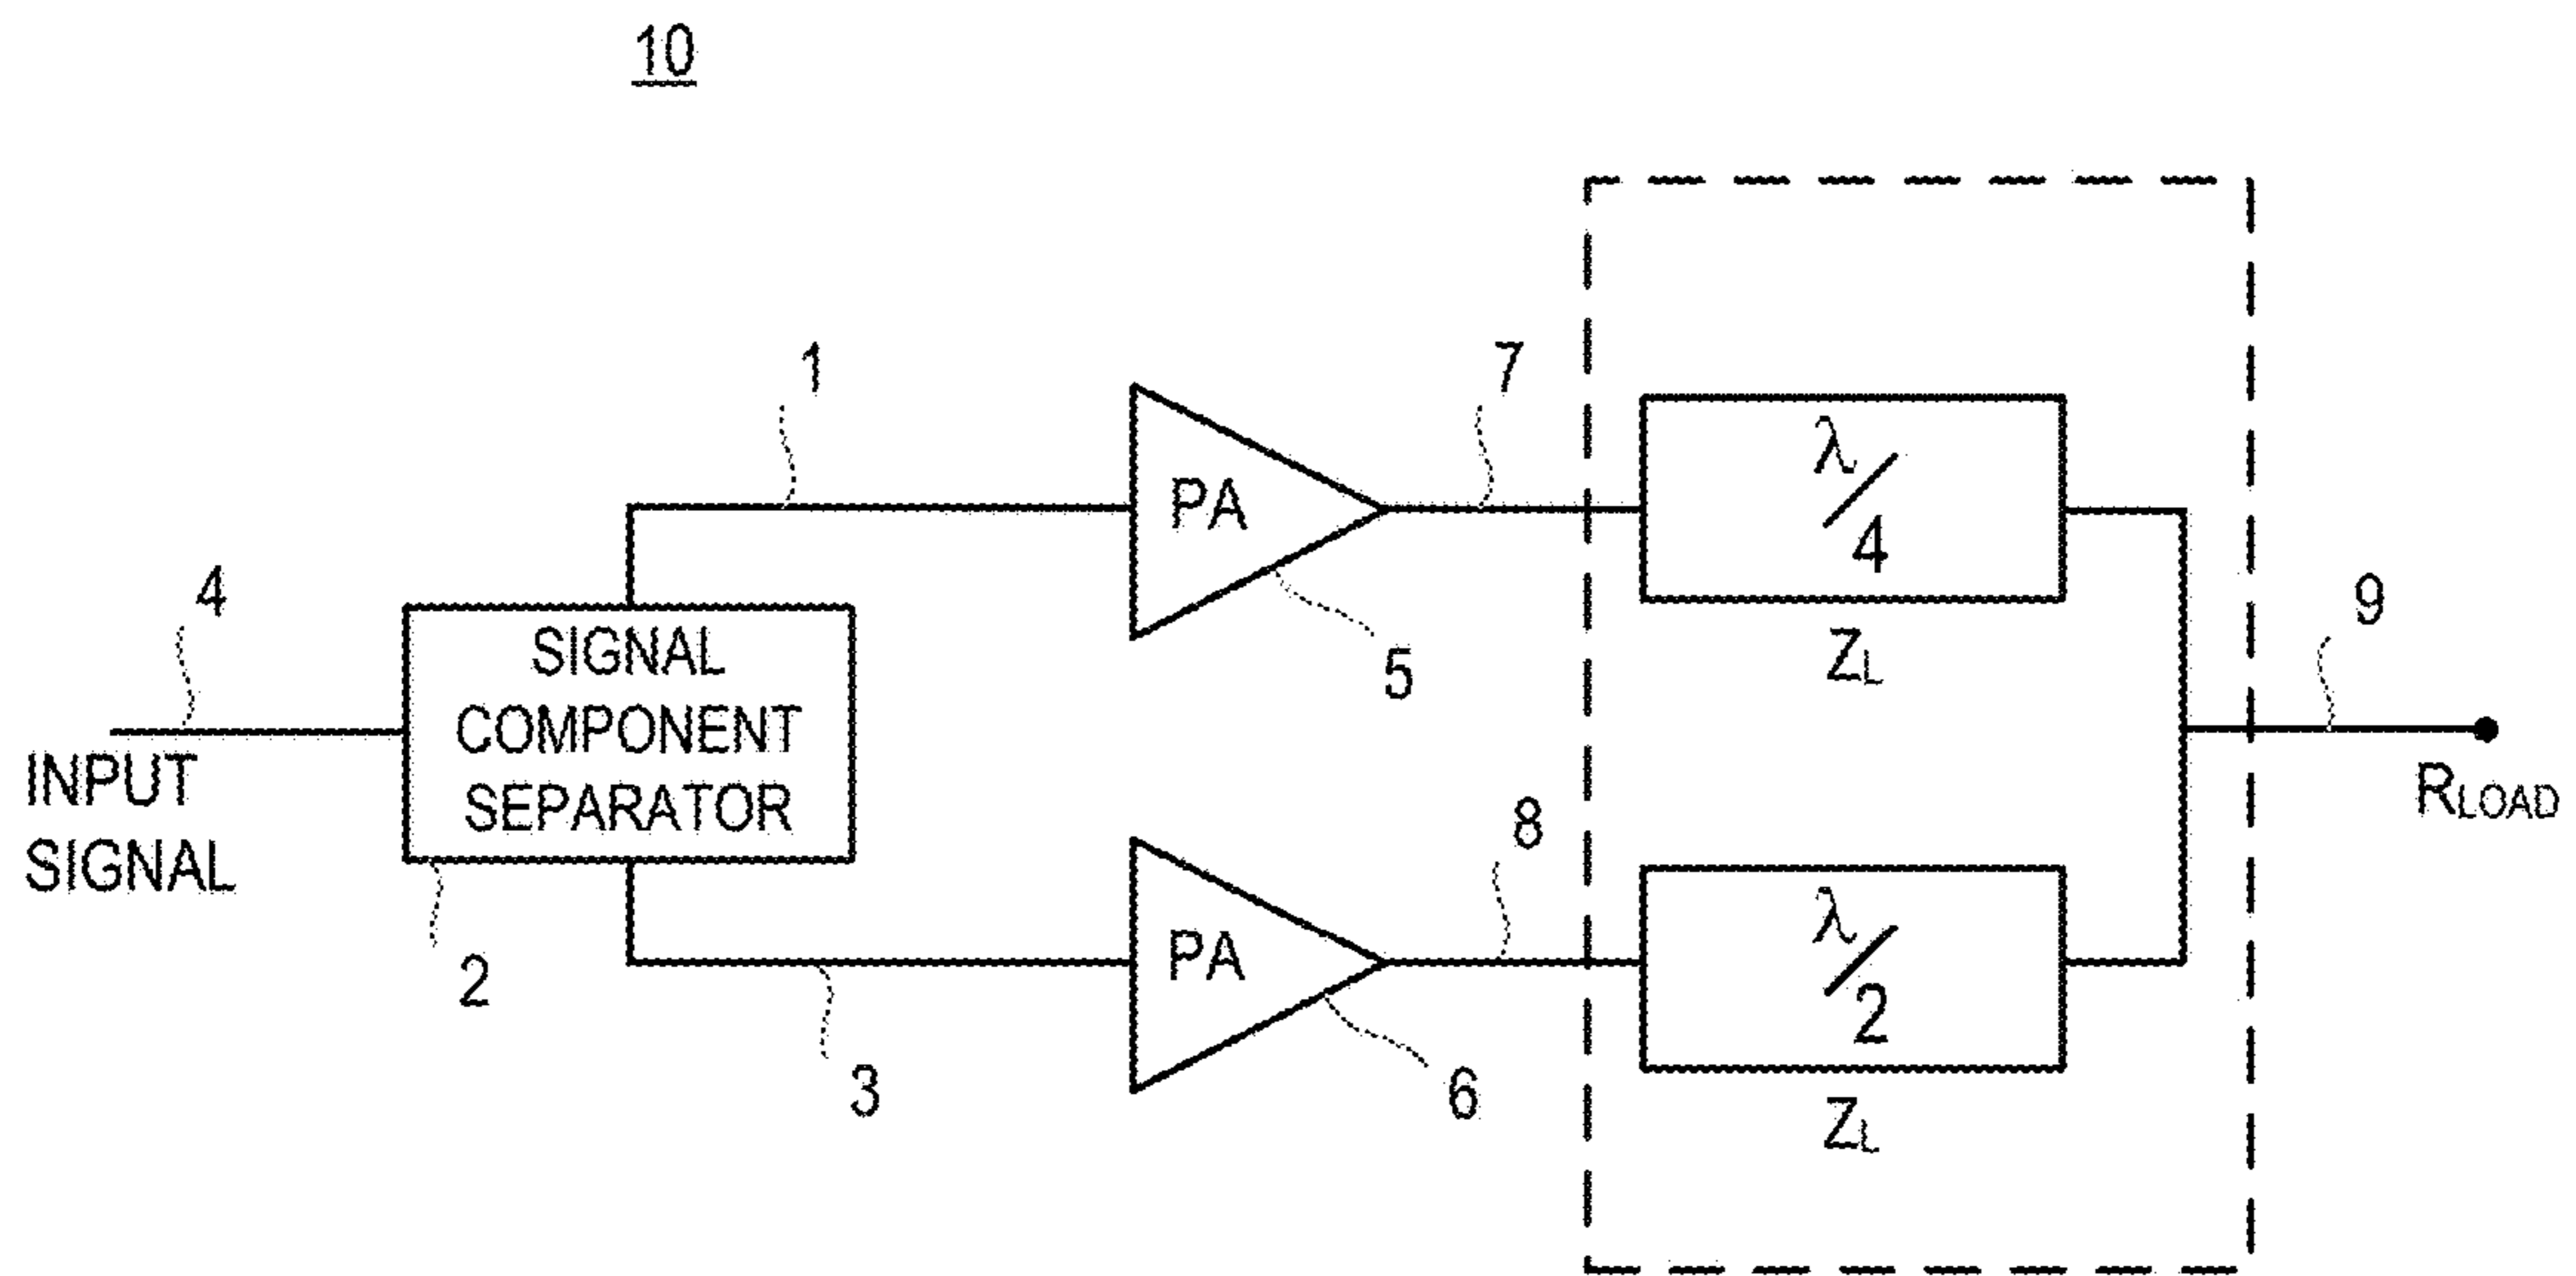 10
1
7
PA
λ/4
4
5
9
SIGNAL
COMPONENT
SEPARATOR
ZL
INPUT
SIGNAL
RLOAD
8
2
PA
λ/2
3
6
ZL